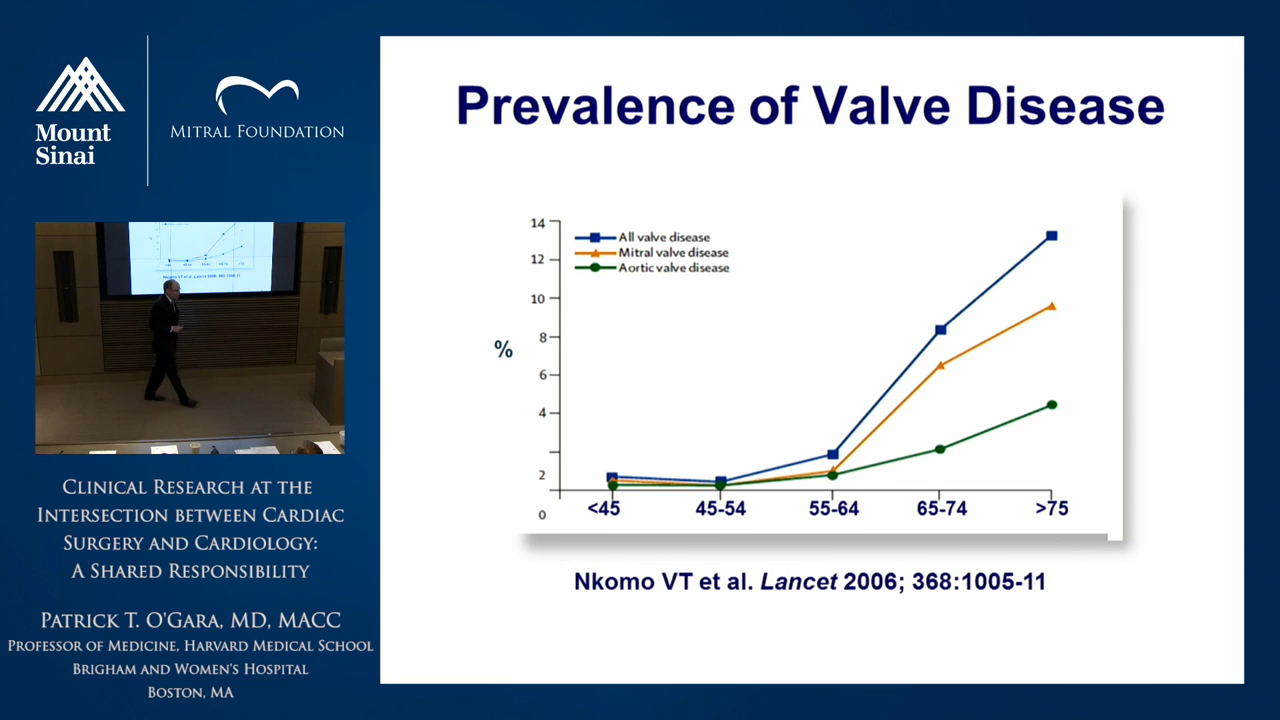 Mount
Sinai
MITRAL FOUNDATION
CLINICAL RESEARCH AT THE
INTERSECTION BETWEEN CARDIAC
SURGERY AND CARDIOLOGY:
A SHARED RESPONSIBILITY
PATRICK T. O'GARA, MD, MACC
PROFESSOR OF MEDICINE, HARVARD MEDICAL SCHOOL
BRIGHAM AND WOMEN'S HOSPITAL
BOSTON, MA
Prevalence of Valve Disease
All valve disease
Mitral valve disease
Aortic valve disease
%
14
12
10
8
6
4
2
0
<45 45-54 55-64 65-74 >75
Nkomo VT et al. Lancet 2006; 368:1005-11